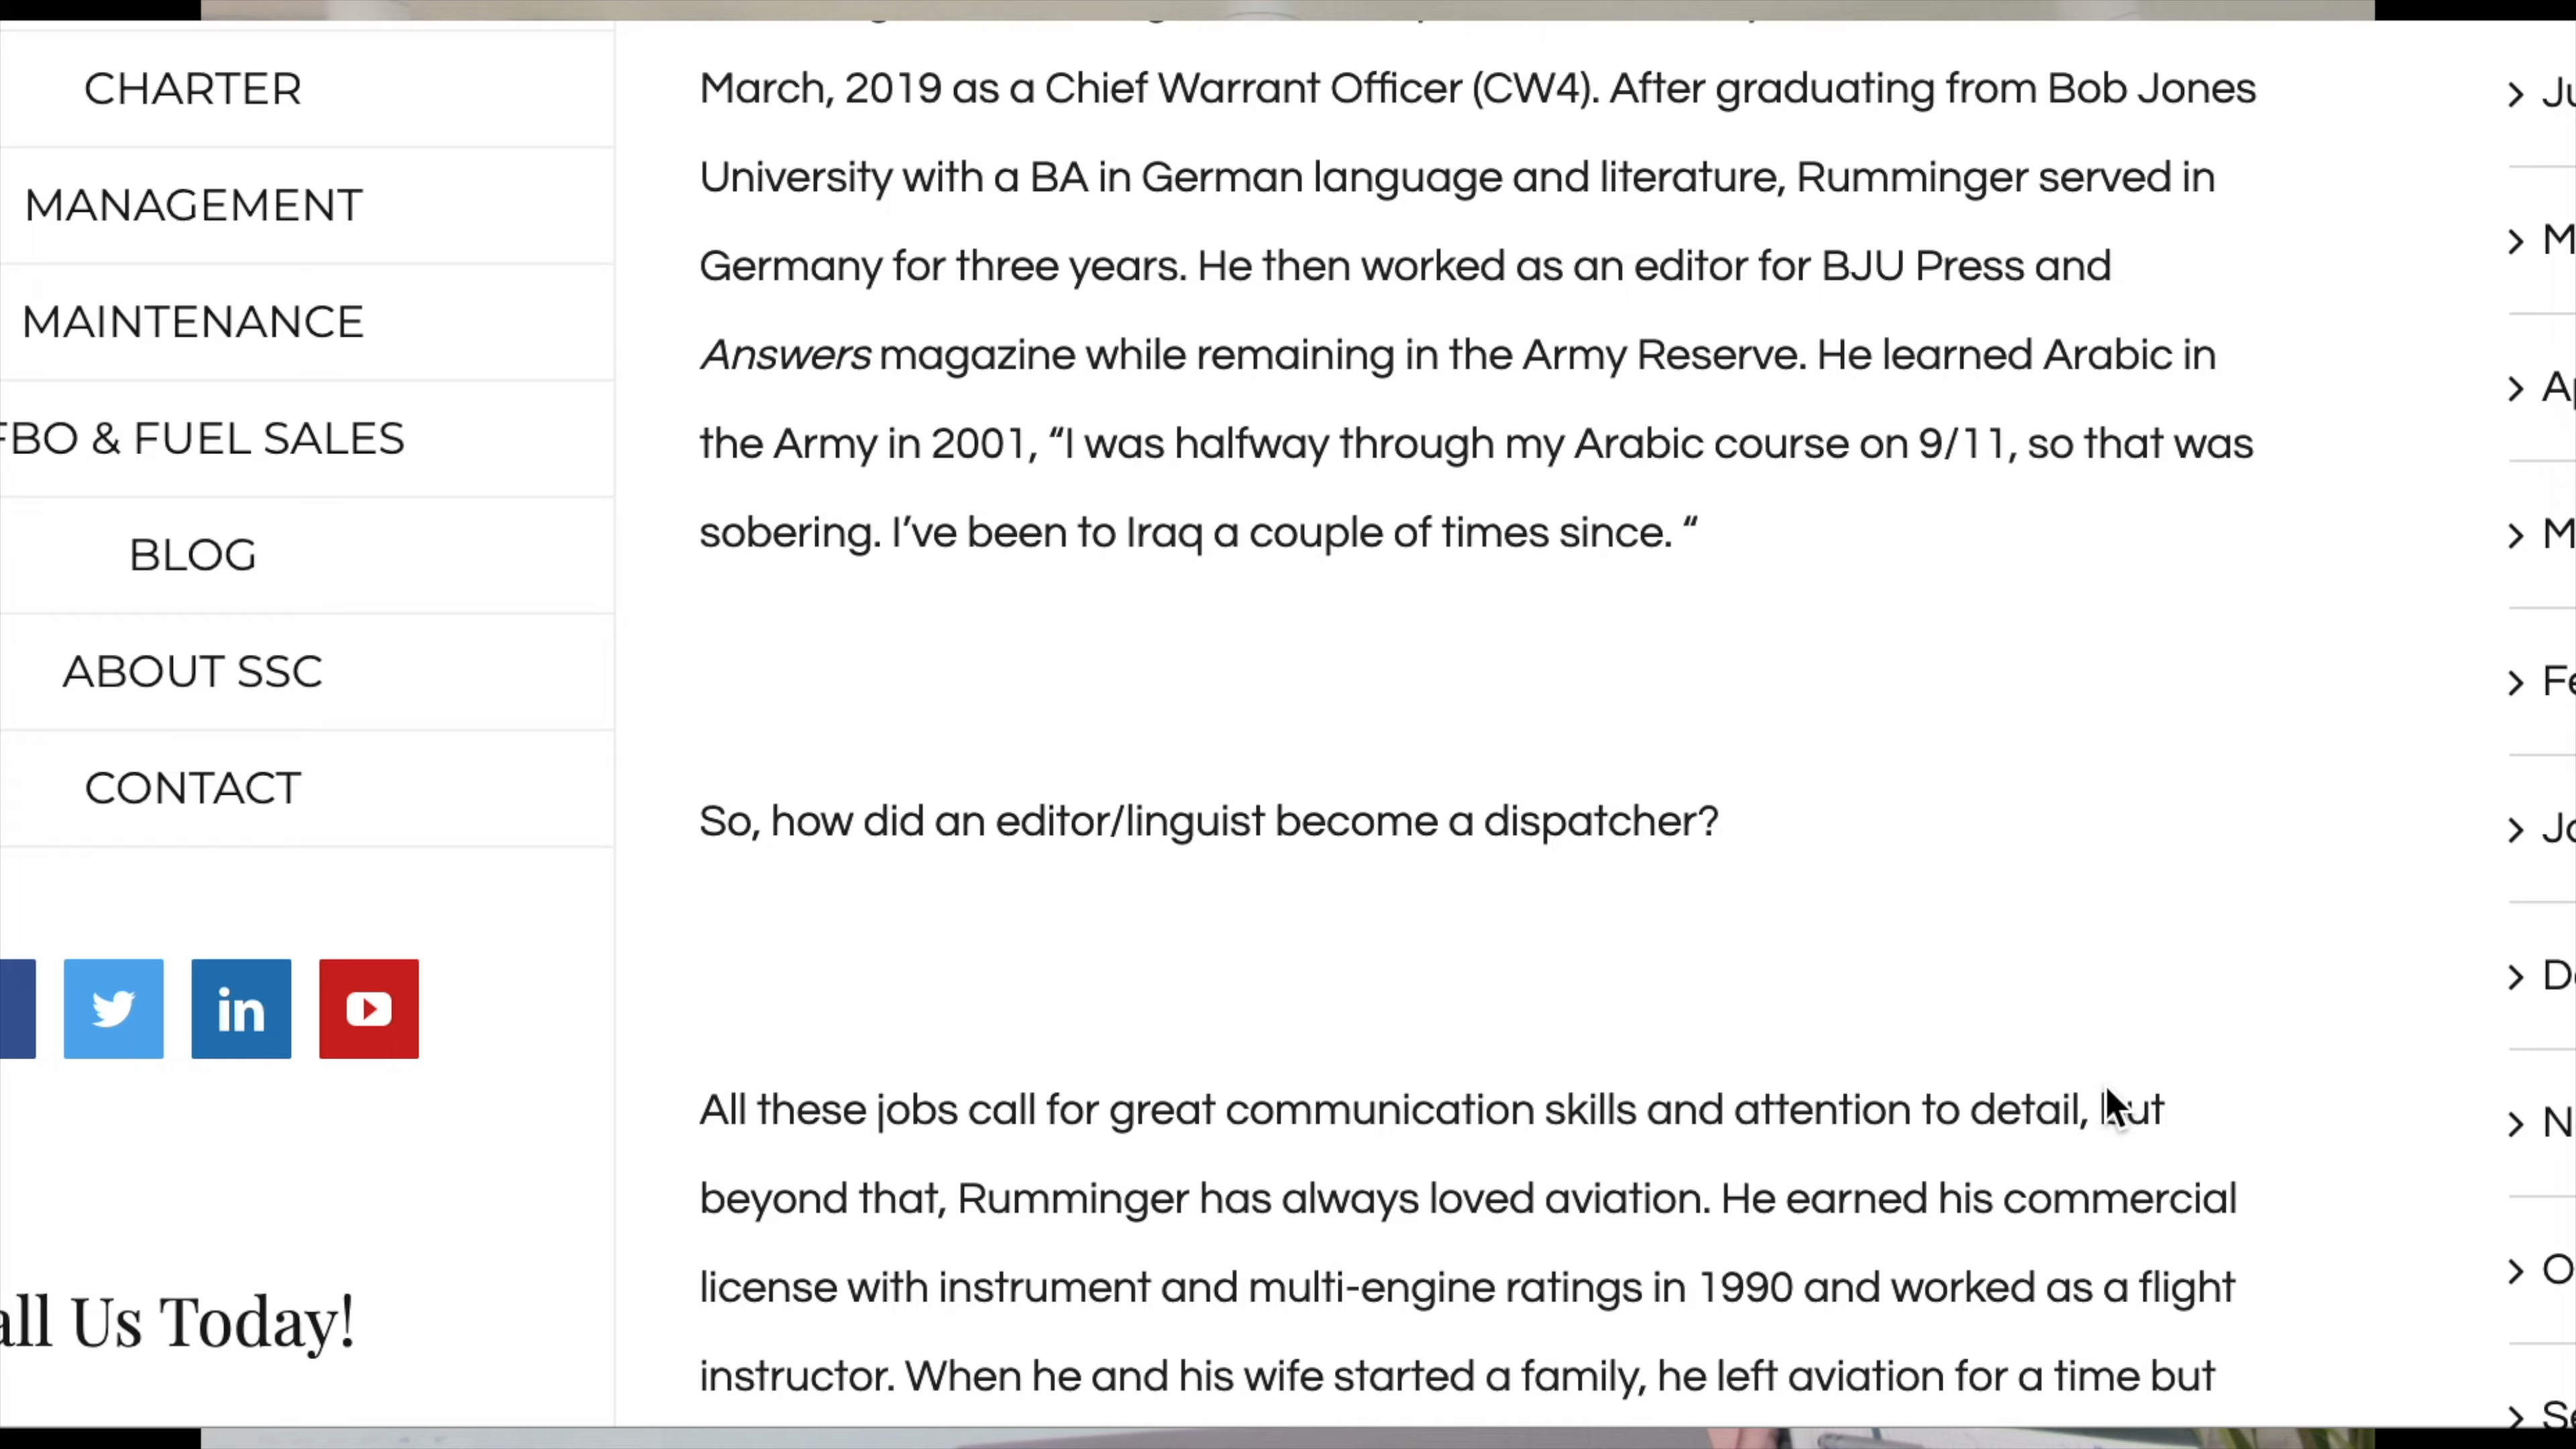 CHARTER
MANAGEMENT
MAINTENANCE
FBO & FUEL SALES
BLOG
ABOUT SSC
CONTACT
in
all Us Today!
March, 2019 as a Chief Warrant Officer (CW4). After graduating from Bob Jones
University with a BA in German language and literature, Rumminger served in
Germany for three years. He then worked as an editor for BJU Press and
Answers magazine while remaining in the Army Reserve. He learned Arabic in
the Army in 2001, “I was halfway through my Arabic course on 9/11, so that was
sobering. I’ve been to Iraq a couple of times since. “
So, how did an editor/linguist become a dispatcher?
All these jobs call for great communication skills and attention to detail, but
beyond that, Rumminger has always loved aviation. He earned his commercial
license with instrument and multi-engine ratings in 1990 and worked as a flight
instructor. When he and his wife started a family, he left aviation for a time but
Ju
M
Ap
M
Fe
D
N
O
Se